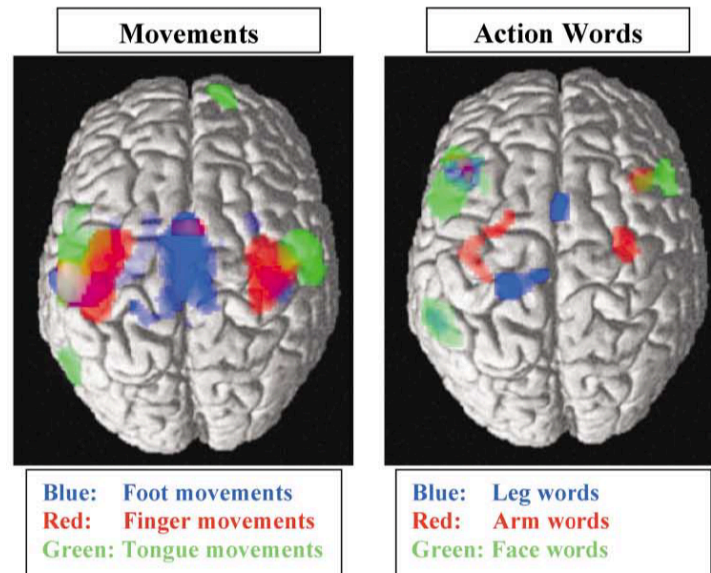 Movements
Action Words
Blue: Foot movements
Red: Finger movements
Green: Tongue movements
Blue: Leg words
Red: Arm words
Green: Face words